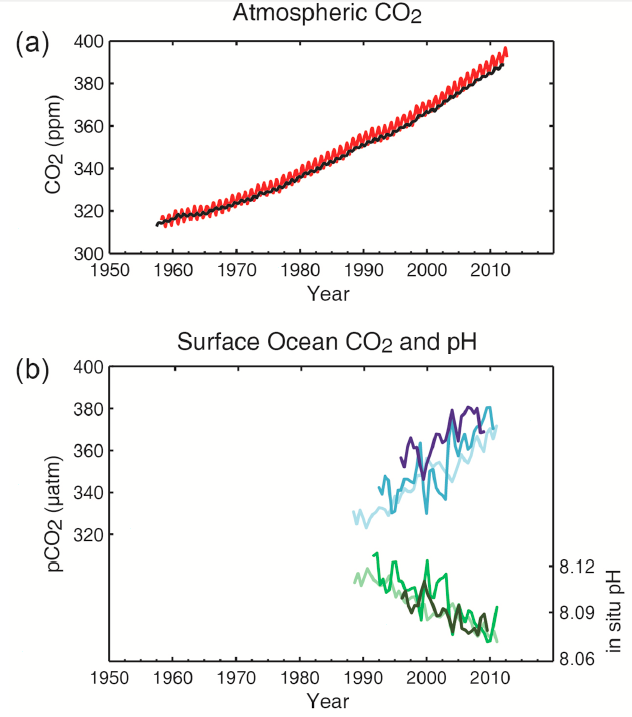 Atmospheric CO2
(a)
400
380
360
340
320
300
CO2 (ppm)
1950 1960 1970 1980 1990 2000 2010
Year
Surface Ocean CO2 and pH
(b)
400
380
360
340
320
pCO2 (µatm)
8.12
8.09
8.06
in situ pH
1950 1960 1970 1980 1990 2000 2010
Year